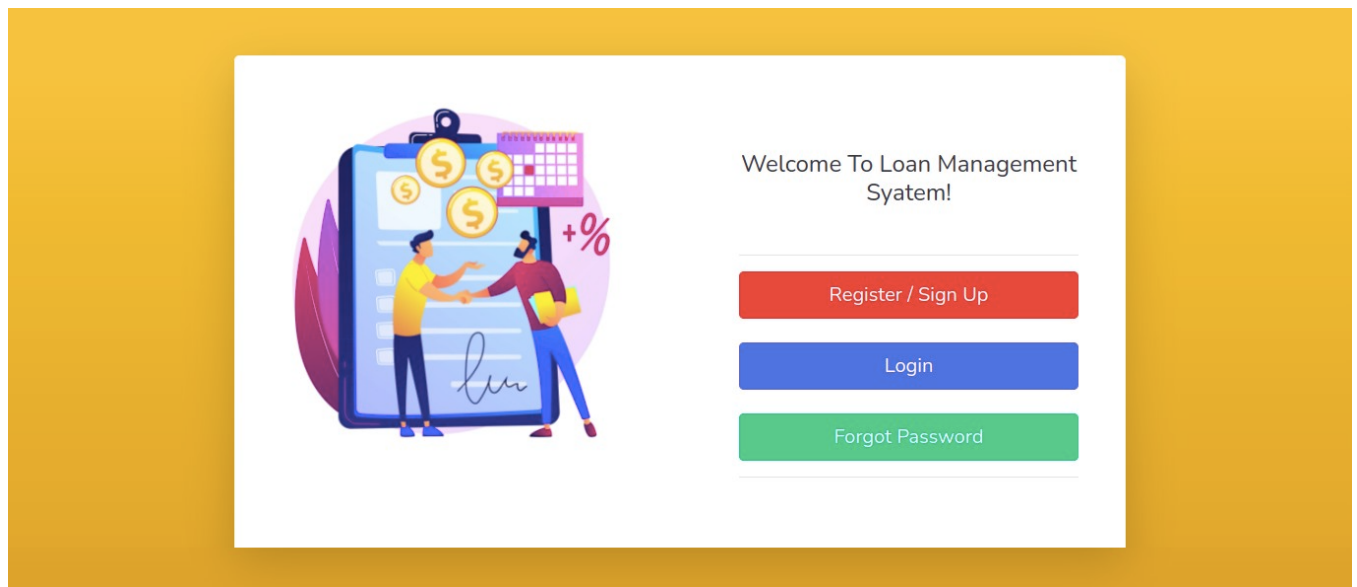 $
$
$
$
+%
Welcome To Loan Management
Syatem!
Register / Sign Up
Login
Forgot Password